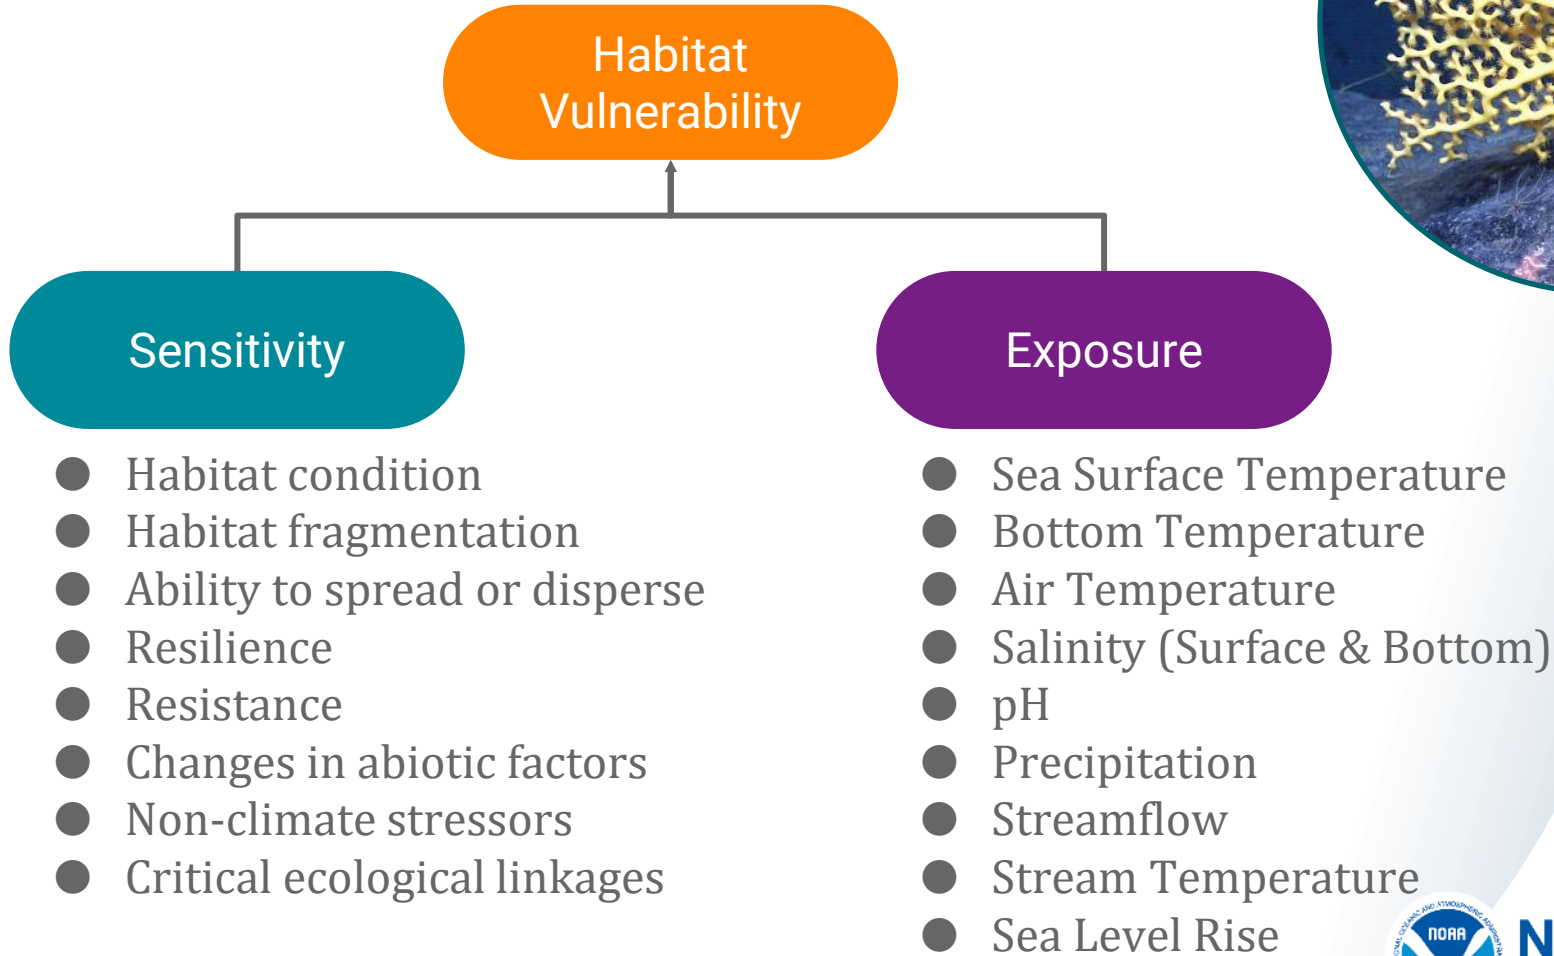 Habitat
Vulnerability
Sensitivity
Exposure
Habitat condition
Habitat fragmentation
Ability to spread or disperse
Resilience
Resistance
Changes in abiotic factors
Non-climate stressors
Critical ecological linkages
Sea Surface Temperature
Bottom Temperature
Air Temperature
Salinity (Surface & Bottom)
pH
Precipitation
Streamflow
Stream Temperature
Sea Level Rise
NOAA
N